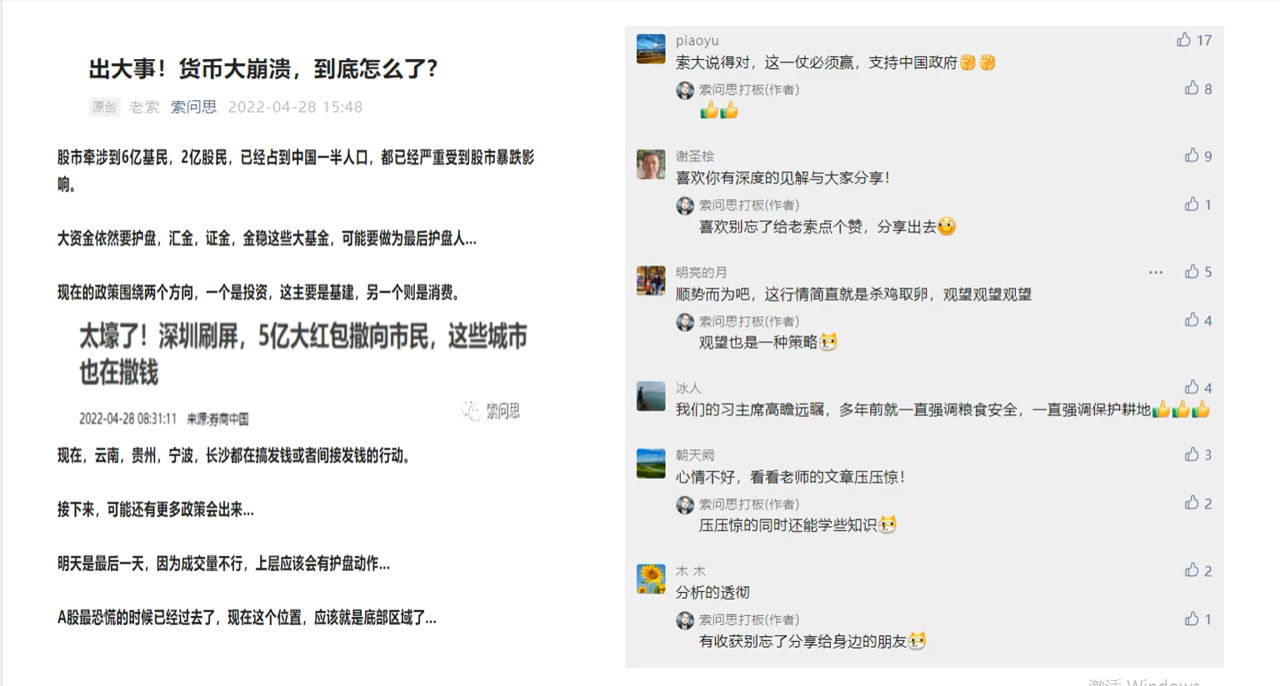 出大事！货币大崩溃，到底怎么了？
原创 老索 索问思 2022-04-28 15:48
股市牵涉到6亿基民，2亿股民，已经占到中国一半人口，都已经严重受到股市暴跌影
响。
大资金依然要护盘，汇金，证金，金稳这些大基金，可能要做为最后护盘人...
现在的政策围绕两个方向，一个是投资，这主要是基建，另一个则是消费。
太壕了！深圳刷屏，5亿大红包撒向市民，这些城市
也在撒钱
2022-04-28 08:31:11 来源:券商中国
索问思
现在，云南，贵州，宁波，长沙都在搞发钱或者间接发钱的行动。
接下来，可能还有更多政策会出来...
明天是最后一天，因为成交量不行，上层应该会有护盘动作...
A股最恐慌的时候已经过去了，现在这个位置，应该就是底部区域了...
piaoyu 17
索大说得对，这一仗必须赢，支持中国政府✊✊
索问思打板(作者) 8
👍👍
谢圣桧 9
喜欢你有深度的见解与大家分享！
索问思打板(作者) 1
喜欢别忘了给老索点个赞，分享出去😉
明亮的月 ··· 5
顺势而为吧，这行情简直就是杀鸡取卵，观望观望观望
索问思打板(作者) 4
观望也是一种策略
冰人 4
我们的习主席高瞻远瞩，多年前就一直强调粮食安全，一直强调保护耕地👍👍👍
朝天阙 3
心情不好，看看老师的文章压压惊！
索问思打板(作者) 2
压压惊的同时还能学些知识
木 木 2
分析的透彻
索问思打板(作者) 1
有收获别忘了分享给身边的朋友
激活 Windows